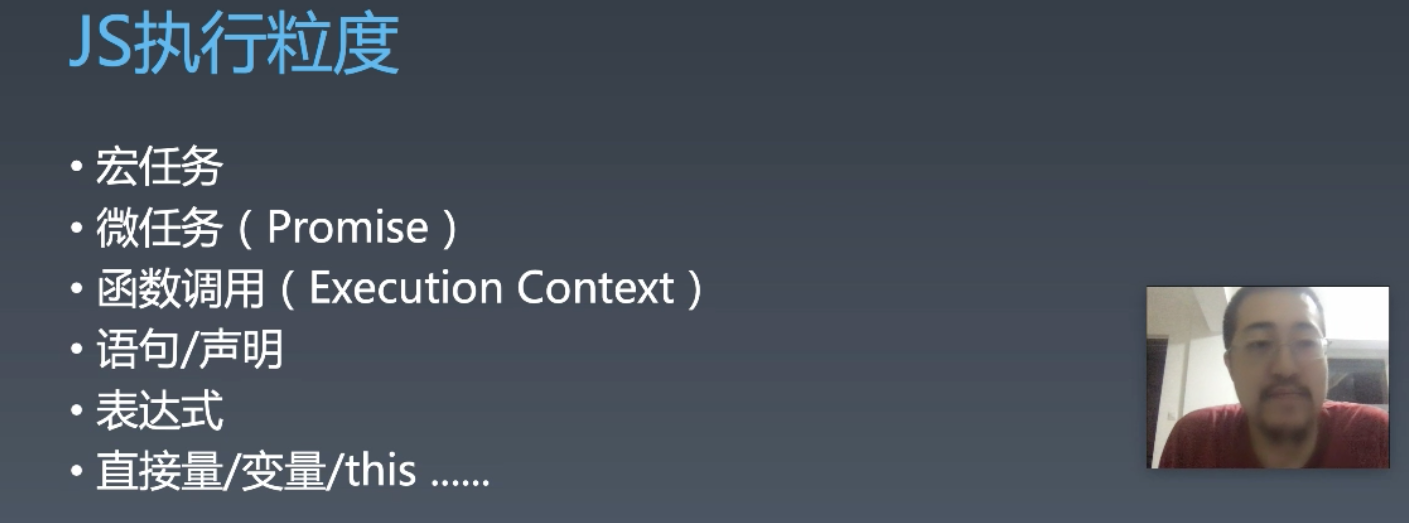 JS执行粒度
• 宏任务
• 微任务（Promise）
• 函数调用（Execution Context）
• 语句/声明
• 表达式
• 直接量/变量/this ......